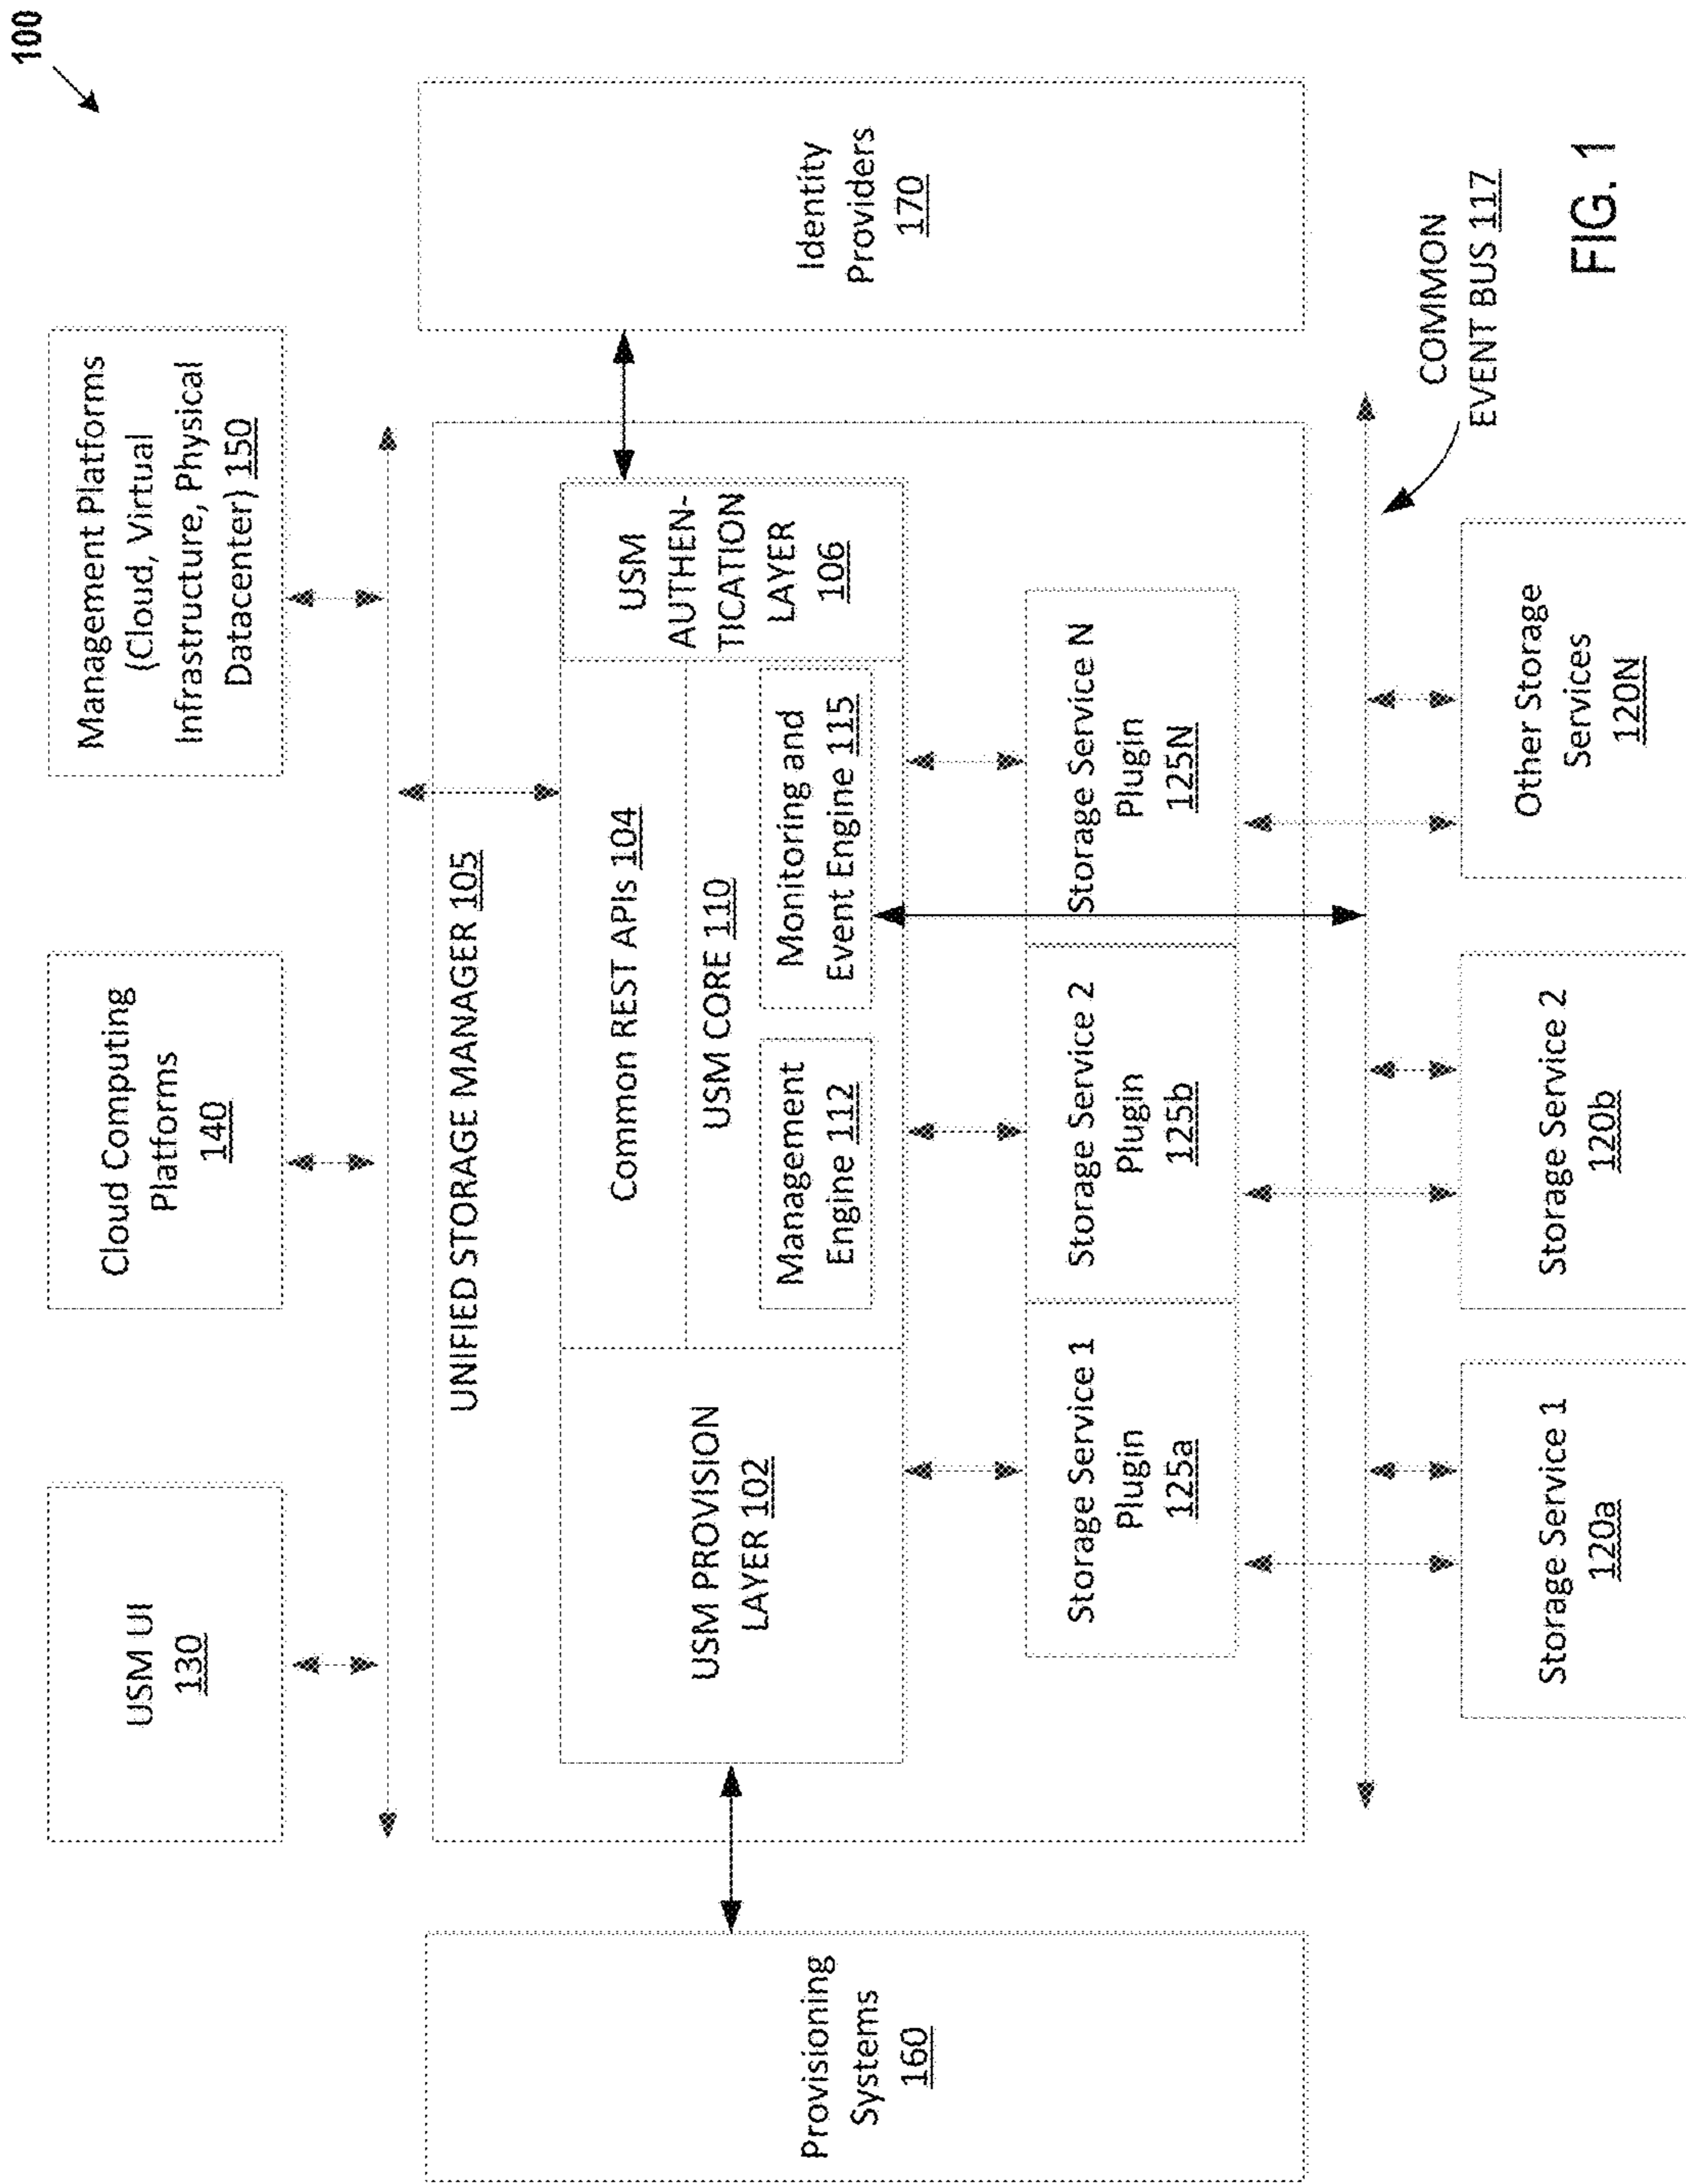 100
USM UI
130
Cloud Computing
Platforms
140
Management Platforms
(Cloud, Virtual
Infrastructure, Physical
Datacenter) 150
Provisioning
Systems
160
UNIFIED STORAGE MANAGER 105
USM PROVISION
LAYER 102
Common REST APIs 104
USM CORE 110
Management
Engine 112
Monitoring and
Event Engine 115
USM
AUTHEN-
TICATION
LAYER
106
Identity
Providers
170
Storage Service 1
Plugin
125a
Storage Service 2
Plugin
125b
Storage Service N
Plugin
125N
COMMON
EVENT BUS 117
Storage Service 1
120a
Storage Service 2
120b
Other Storage
Services
120N
FIG. 1